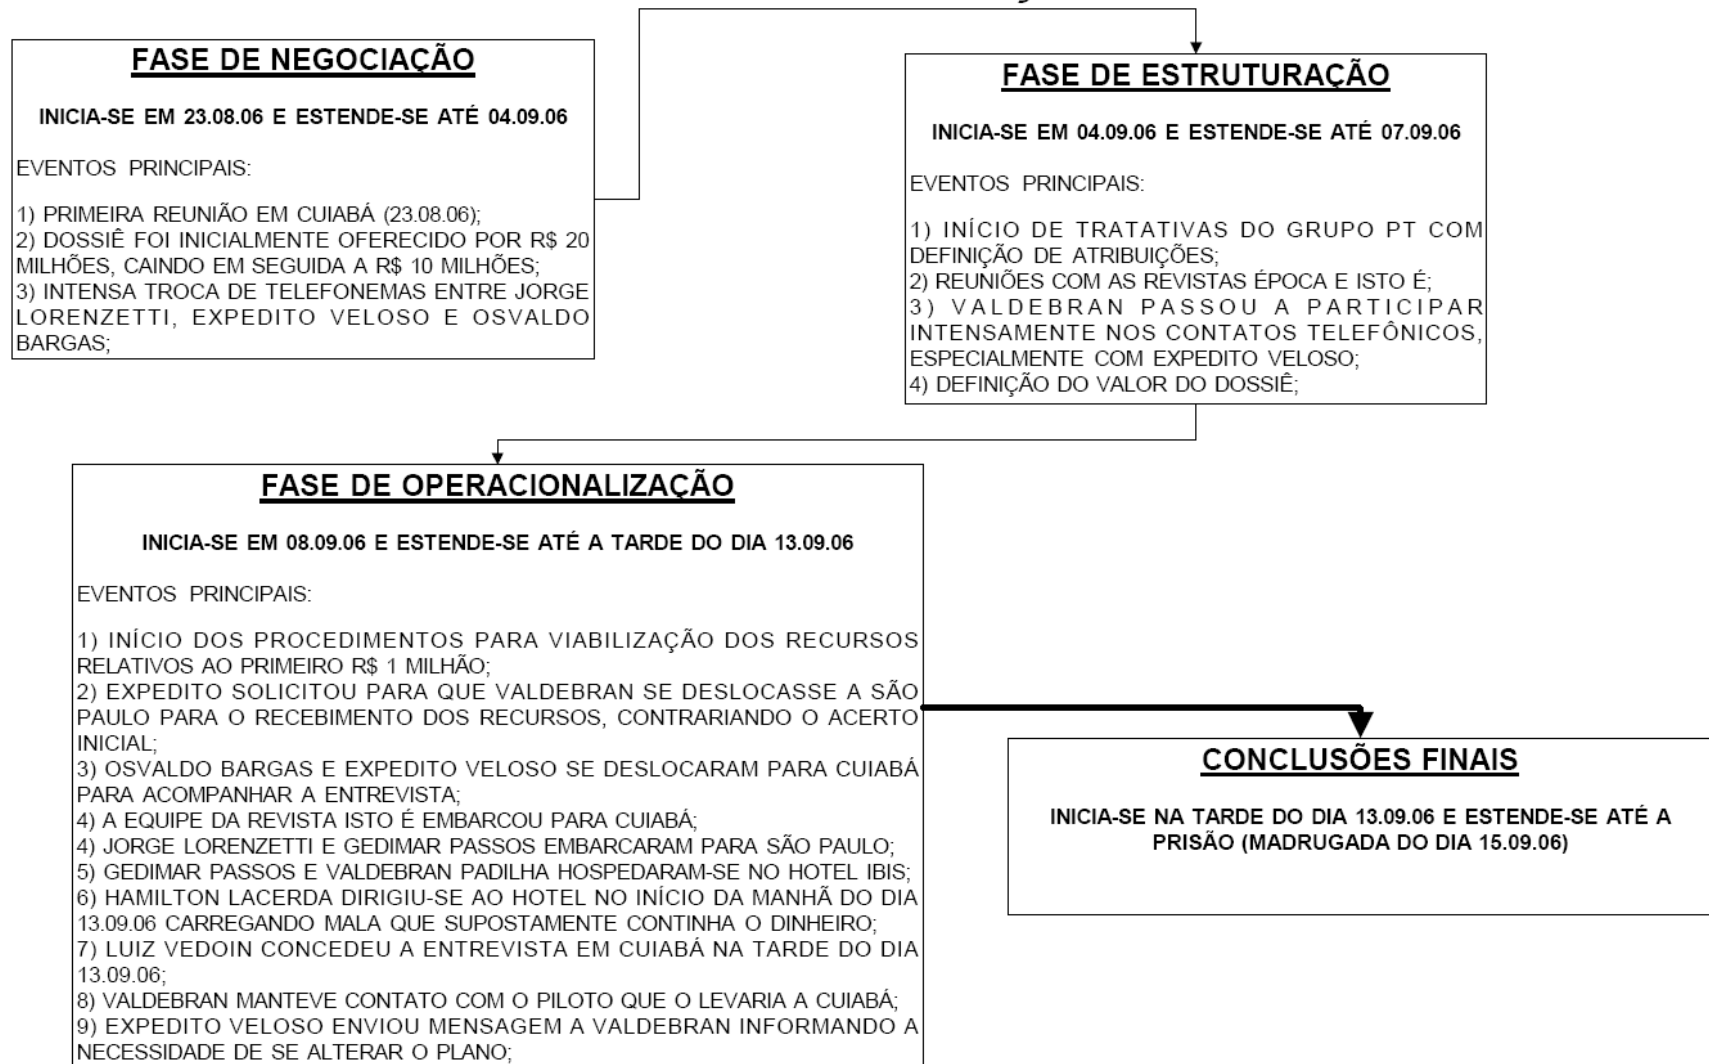 FASE DE NEGOCIAÇÃO
INICIA-SE EM 23.08.06 E ESTENDE-SE ATÉ 04.09.06
EVENTOS PRINCIPAIS:
1) PRIMEIRA REUNIÃO EM CUIABÁ (23.08.06);
2) DOSSIÊ FOI INICIALMENTE OFERECIDO POR R$ 20
MILHÕES, CAINDO EM SEGUIDA A R$ 10 MILHÕES;
3) INTENSA TROCA DE TELEFONEMAS ENTRE JORGE
LORENZETTI, EXPEDITO VELOSO E OSVALDO
BARGAS;
FASE DE ESTRUTURAÇÃO
INICIA-SE EM 04.09.06 E ESTENDE-SE ATÉ 07.09.06
EVENTOS PRINCIPAIS:
1) INÍCIO DE TRATATIVAS DO GRUPO PT COM
DEFINIÇÃO DE ATRIBUIÇÕES;
2) REUNIÕES COM AS REVISTAS ÉPOCA E ISTO É;
3) VALDEBRAN PASSOU A PARTICIPAR
INTENSAMENTE NOS CONTATOS TELEFÔNICOS,
ESPECIALMENTE COM EXPEDITO VELOSO;
4) DEFINIÇÃO DO VALOR DO DOSSIÊ;
FASE DE OPERACIONALIZAÇÃO
INICIA-SE EM 08.09.06 E ESTENDE-SE ATÉ A TARDE DO DIA 13.09.06
EVENTOS PRINCIPAIS:
1) INÍCIO DOS PROCEDIMENTOS PARA VIABILIZAÇÃO DOS RECURSOS
RELATIVOS AO PRIMEIRO R$ 1 MILHÃO;
2) EXPEDITO SOLICITOU PARA QUE VALDEBRAN SE DESLOCASSE A SÃO
PAULO PARA O RECEBIMENTO DOS RECURSOS, CONTRARIANDO O ACERTO
INICIAL;
3) OSVALDO BARGAS E EXPEDITO VELOSO SE DESLOCARAM PARA CUIABÁ
PARA ACOMPANHAR A ENTREVISTA;
4) A EQUIPE DA REVISTA ISTO É EMBARCOU PARA CUIABÁ;
4) JORGE LORENZETTI E GEDIMAR PASSOS EMBARCARAM PARA SÃO PAULO;
5) GEDIMAR PASSOS E VALDEBRAN PADILHA HOSPEDARAM-SE NO HOTEL IBIS;
6) HAMILTON LACERDA DIRIGIU-SE AO HOTEL NO INÍCIO DA MANHÃ DO DIA
13.09.06 CARREGANDO MALA QUE SUPOSTAMENTE CONTINHA O DINHEIRO;
7) LUIZ VEDOIN CONCEDEU A ENTREVISTA EM CUIABÁ NA TARDE DO DIA
13.09.06;
8) VALDEBRAN MANTEVE CONTATO COM O PILOTO QUE O LEVARIA A CUIABÁ;
9) EXPEDITO VELOSO ENVIOU MENSAGEM A VALDEBRAN INFORMANDO A
NECESSIDADE DE SE ALTERAR O PLANO;
CONCLUSÕES FINAIS
INICIA-SE NA TARDE DO DIA 13.09.06 E ESTENDE-SE ATÉ A
PRISÃO (MADRUGADA DO DIA 15.09.06)